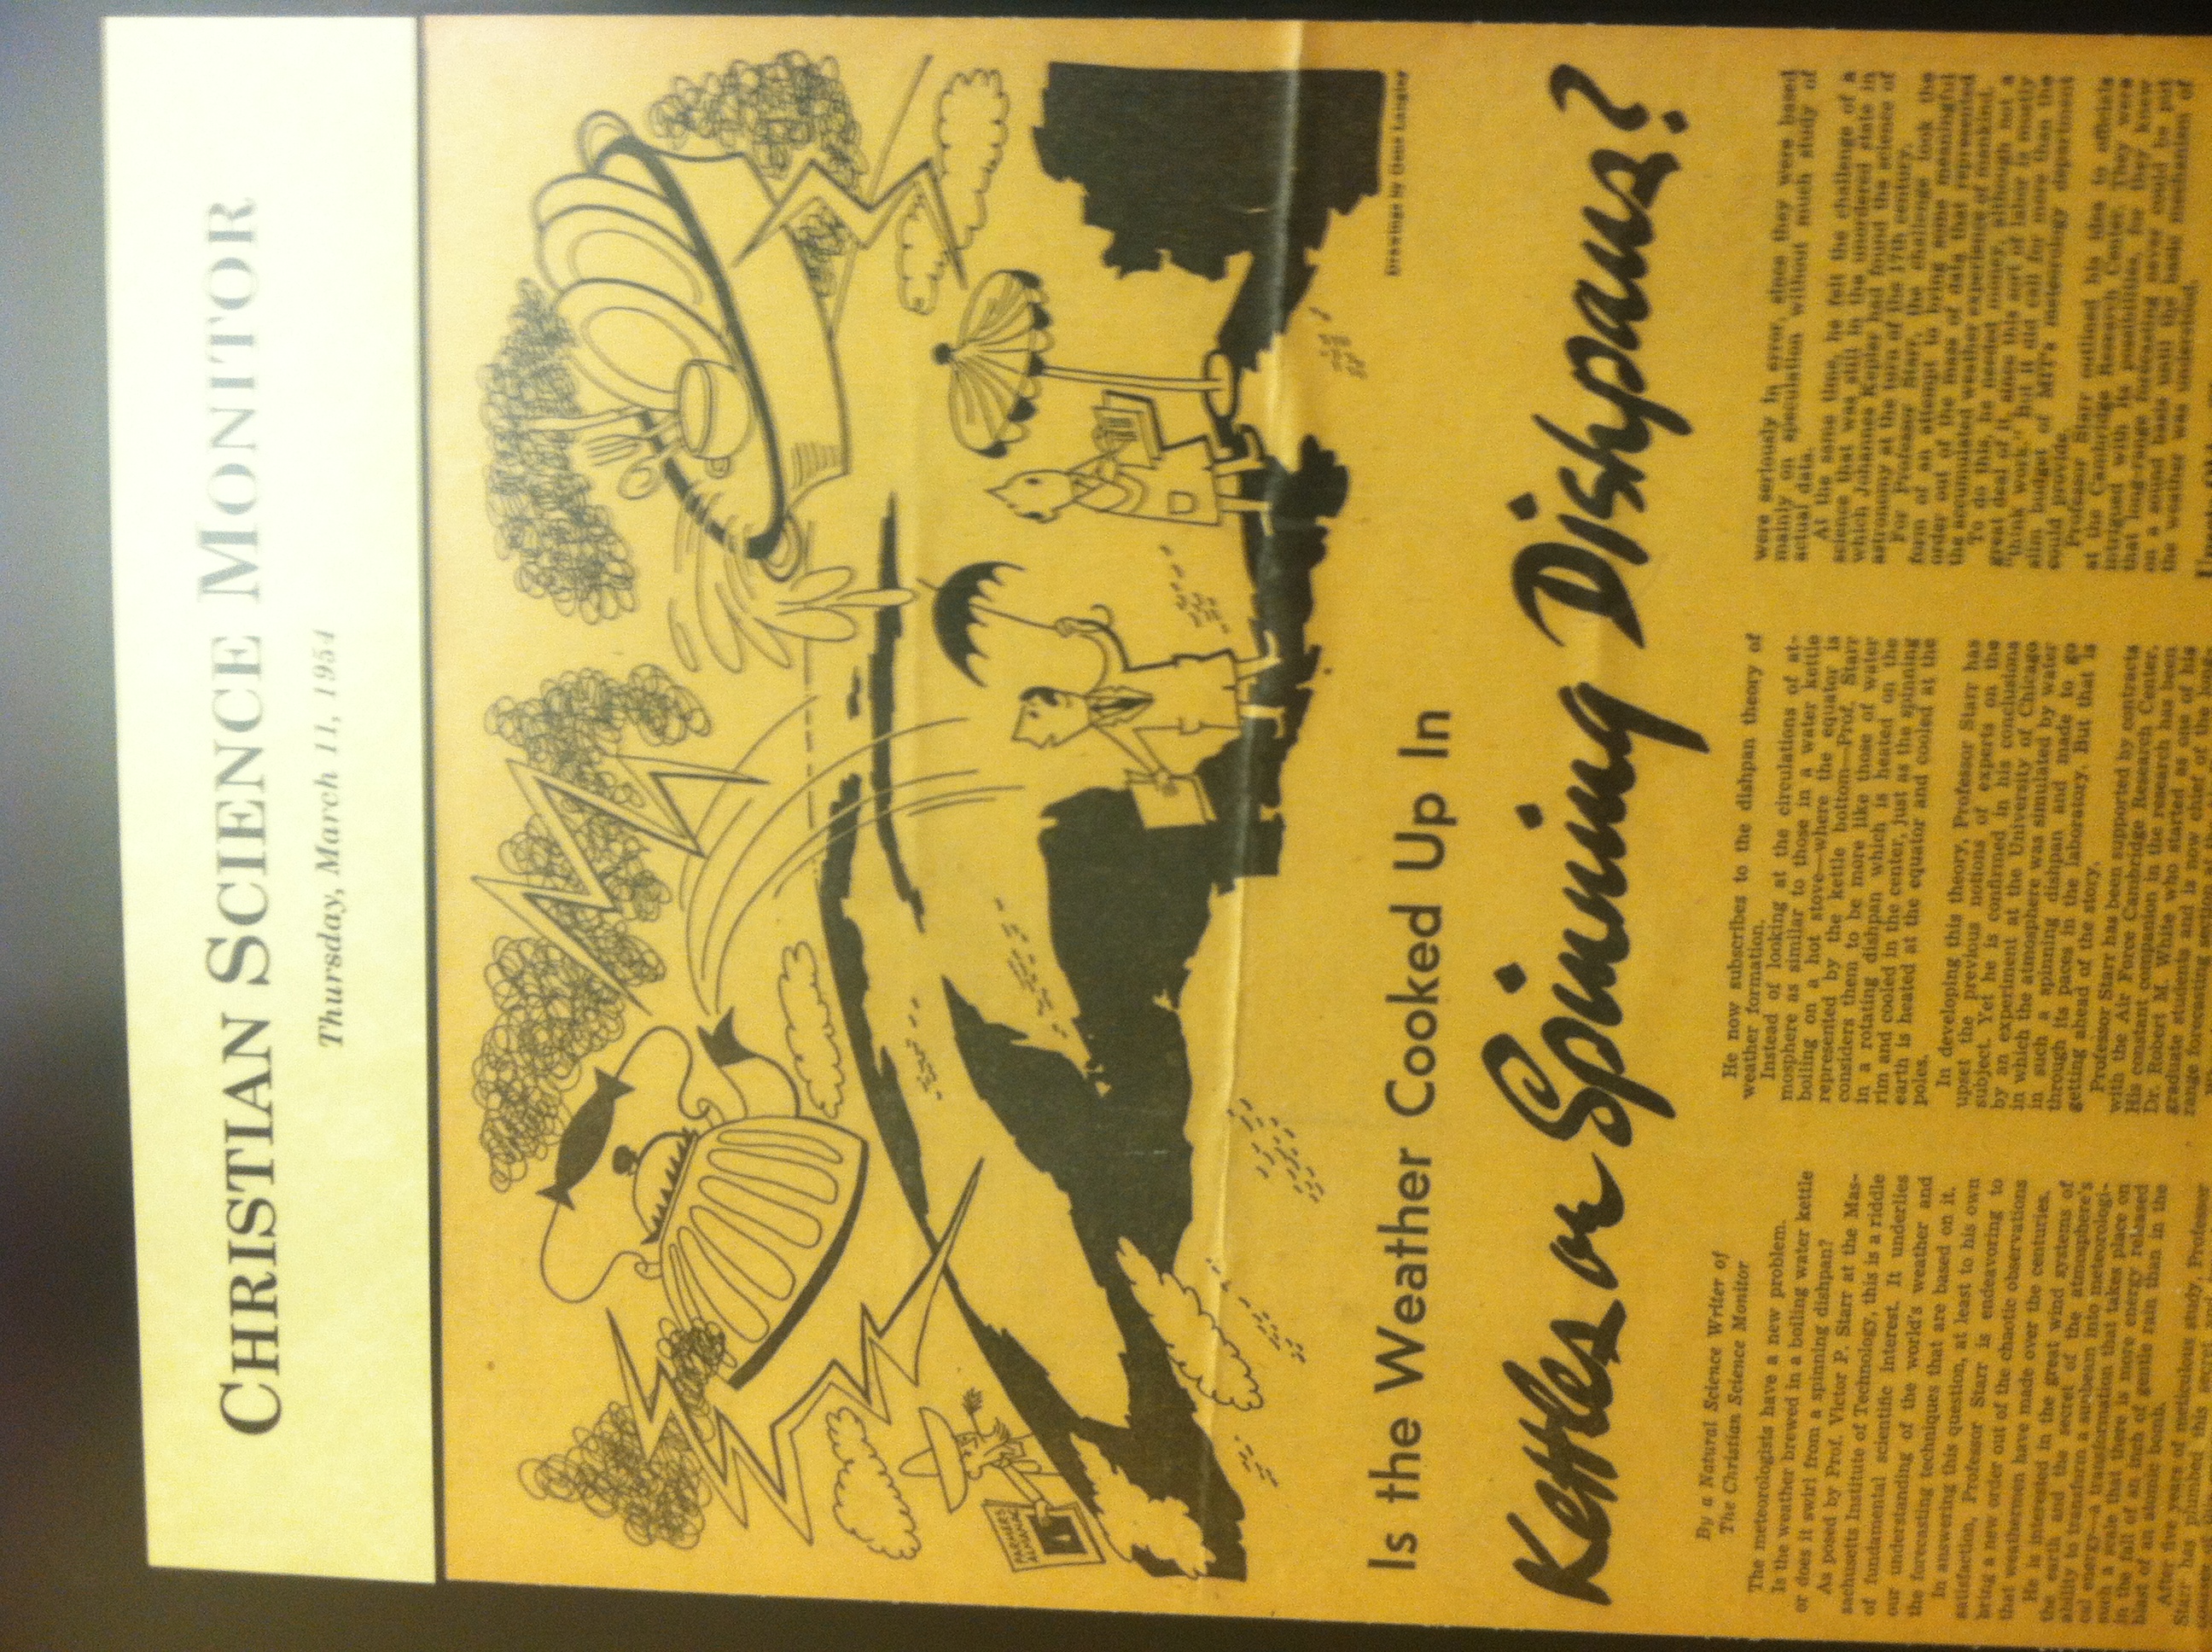 CHRISTIAN SCIENCE MONITOR
Thursday, March 11, 1954
FARMERS
ALMANAC
Drawings by Gene Langley
Is the Weather Cooked Up In
Kettles or Spinning Dishpans?
By a Natural Science Writer of
The Christian Science Monitor
The meteorologists have a new problem.
Is the weather brewed in a boiling water kettle
or does it swirl from a spinning dishpan?
As posed by Prof. Victor P. Starr at the Mas-
sachusetts Institute of Technology, this is a riddle
of fundamental scientific interest. It underlies
our understanding of the world's weather and
the forecasting techniques that are based on it.
In answering this question, at least to his own
satisfaction, Professor Starr is endeavoring to
bring a new order out of the chaotic observations
that weathermen have made over the centuries.
He is interested in the great wind systems of
the earth and the secret of the atmosphere's
ability to transform a sunbeam into meteorologi-
cal energy—a transformation that takes place on
such a scale that there is more energy released
in the fall of an inch of gentle rain than in the
blast of an atomic bomb.
After five years of meticulous study, Professor
Starr has plumbed this secret and
He now subscribes to the dishpan theory of
weather formation.
Instead of looking at the circulations of at-
mosphere as similar to those in a water kettle
boiling on a hot stove—where the equator is
represented by the kettle bottom—Prof. Starr
considers them to be more like those of water
in a rotating dishpan which is heated on the
rim and cooled in the center, just as the spinning
earth is heated at the equator and cooled at the
poles.
In developing this theory, Professor Starr has
upset the previous notions of experts on the
subject. Yet he is confirmed in his conclusions
by an experiment at the University of Chicago
in which the atmosphere was simulated by water
in such a spinning dishpan and made to go
through its paces in the laboratory. But that is
getting ahead of the story.
Professor Starr has been supported by contracts
with the Air Force Cambridge Research Center.
His constant companion in the research has been
Dr. Robert M. White who started as one of his
graduate students and is now chief of the long-
range forecasting section at the
were seriously in error, since they were based
mainly on speculation without much study of
actual data.
At the same time, he felt the challenge of a
science that was still in the unordered state in
which Johannes Kepler had found the science of
astronomy at the turn of the 17th century.
For Professor Starr, the challenge took the
form of an attempt to bring some meaningful
order out of the mass of data that represented
the accumulated weather experience of mankind.
To do this, he needed money, although not a
great deal of it, since this sort of labor is mostly
"think work." But it did call for more than the
slim budget of MIT's meteorology department
could provide.
Professor Starr outlined his idea to officials
at the Cambridge Research Center. They were
intrigued with its possibilities, for they knew
that long-range forecasting never could be put
on a sound basis until the basic mechanism of
the weather was understood.